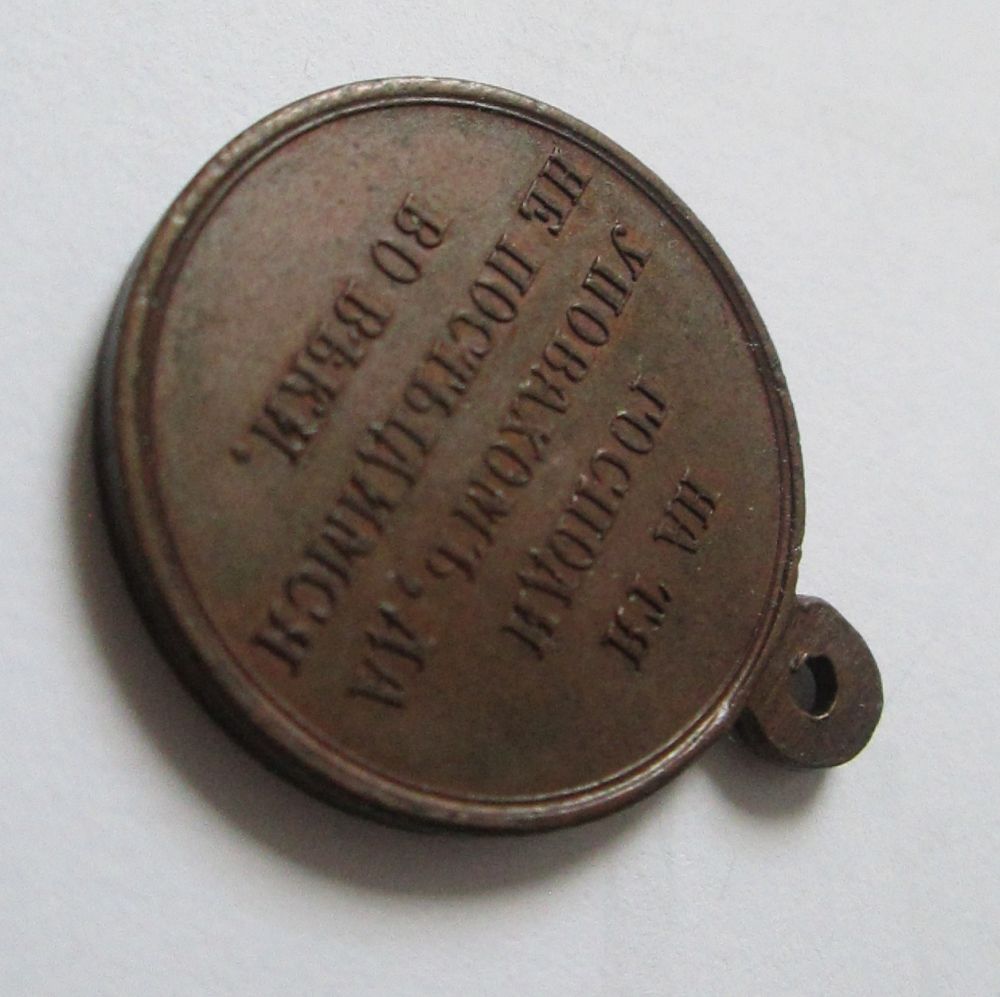 НА ТЯ
ГОСПОДИ
УПОВАХОМЪ, ДА
НЕ ПОСТЫДИМСЯ
ВО ВѢКИ,